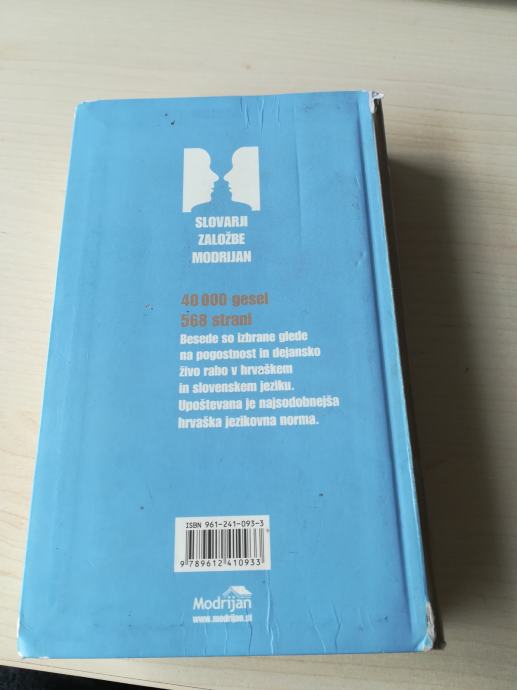 SLOVARJI
ZALOŽBE
MODRIJAN
40 000 gesel
568 strani
Besede so izbrane glede
na pogostnost in dejansko
živo rabo v hrvaškem
in slovenskem jeziku.
Upoštevana je najsodobnejša
hrvaška jezikovna norma.
ISBN 961-241-093-3
9 789612 410933
Modrijan
www.modrijan.si